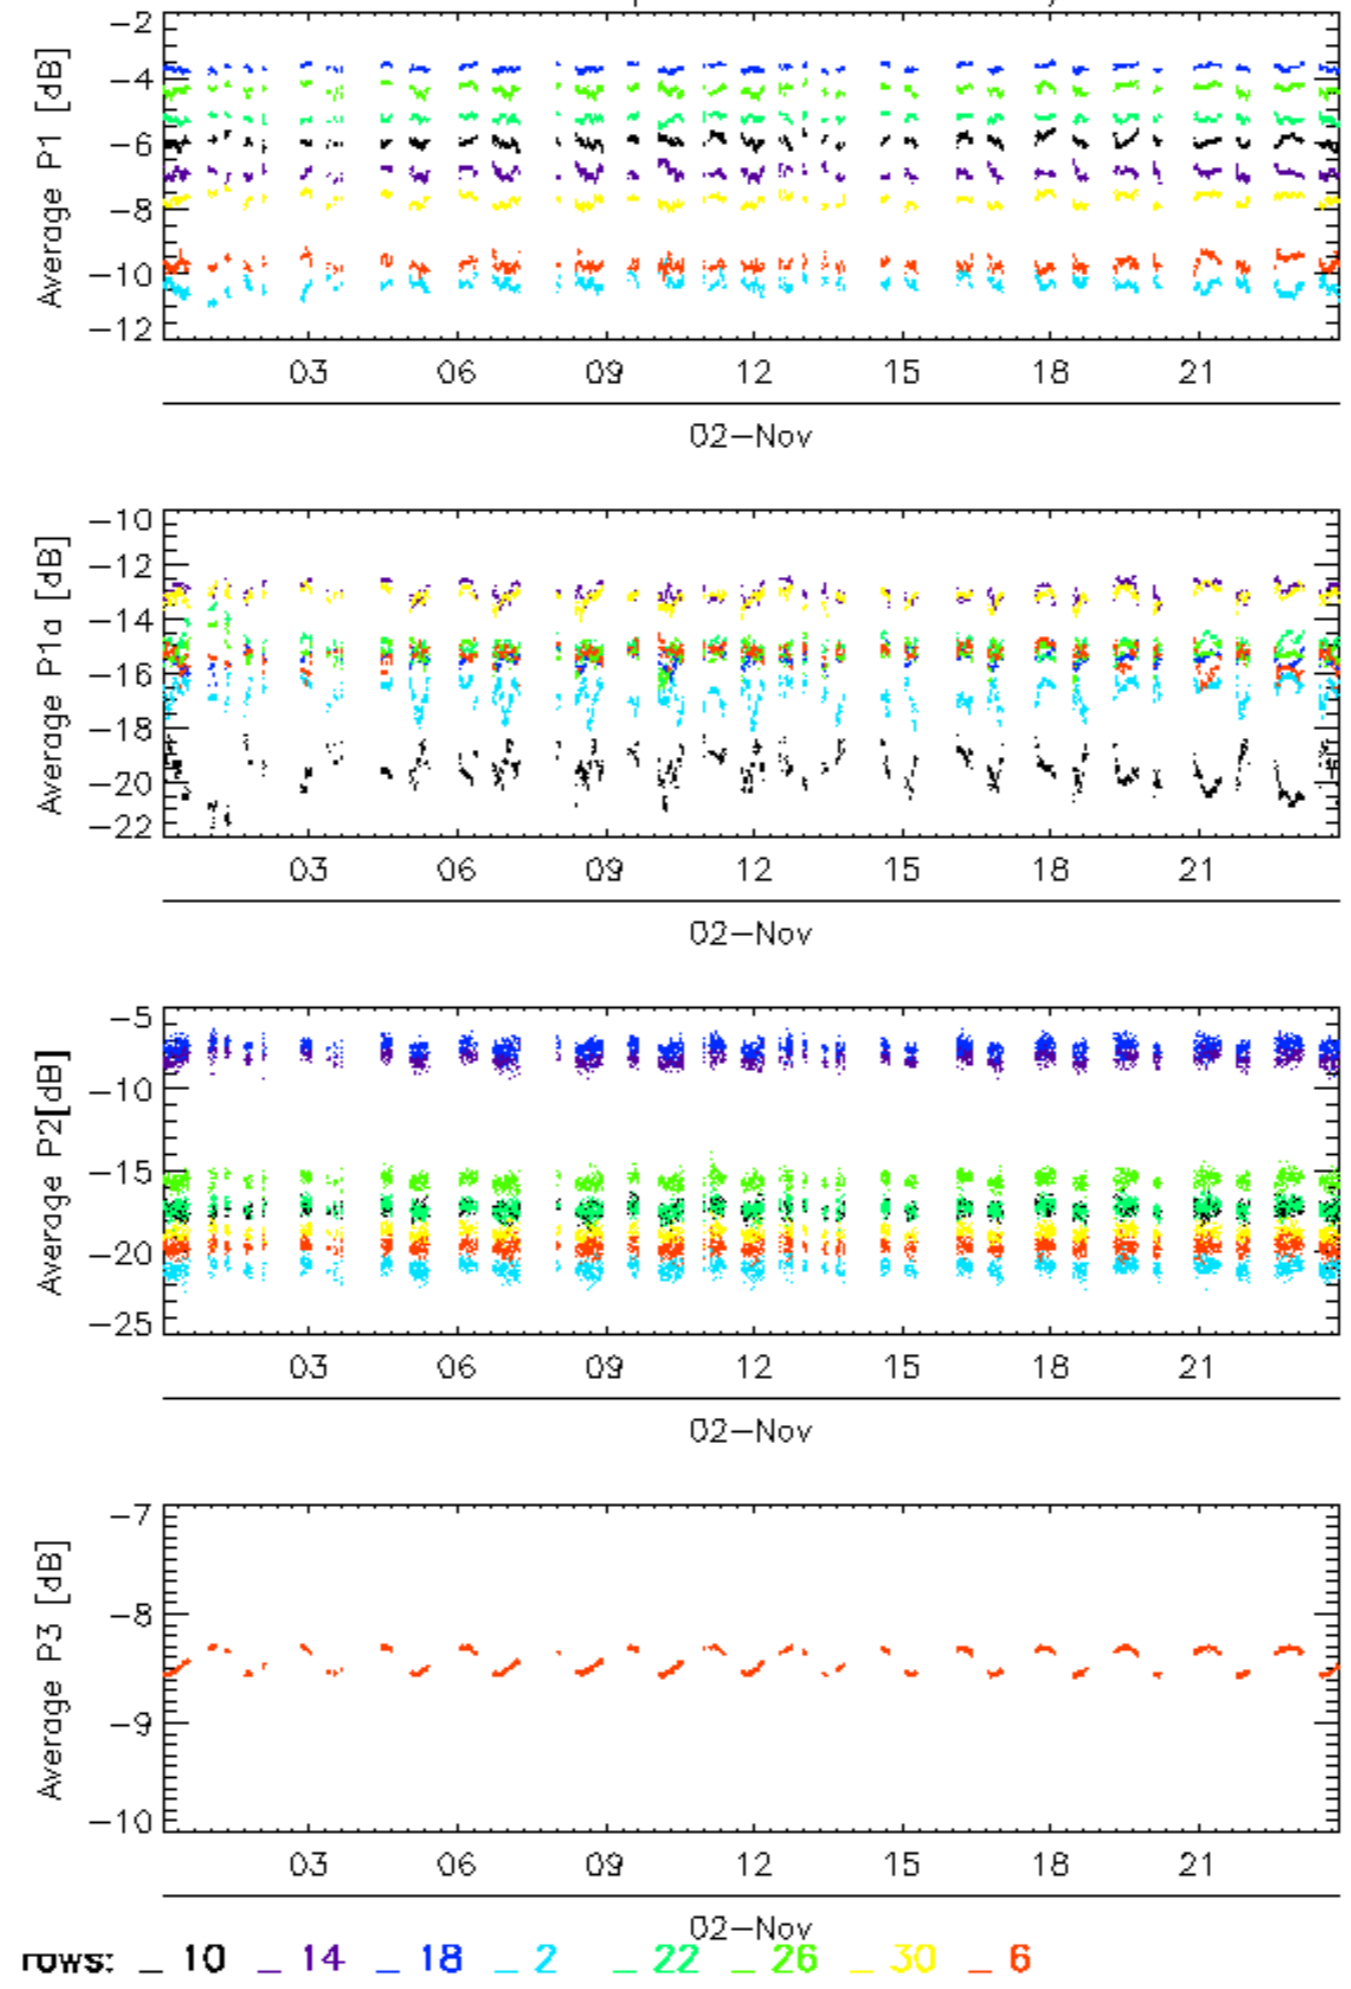 Average P1 [dB]
−2
−4
−6
−8
−10
−12
03 06 09 12 15 18 21
02−Nov
Average P1a [dB]
−10
−12
−14
−16
−18
−20
−22
03 06 09 12 15 18 21
02−Nov
Average P2[dB]
−5
−10
−15
−20
−25
03 06 09 12 15 18 21
02−Nov
Average P3 [dB]
−7
−8
−9
−10
03 06 09 12 15 18 21
02−Nov
rows: _ 10 _ 14 _ 18 _ 2 _ 22 _ 26 _ 30 _ 6